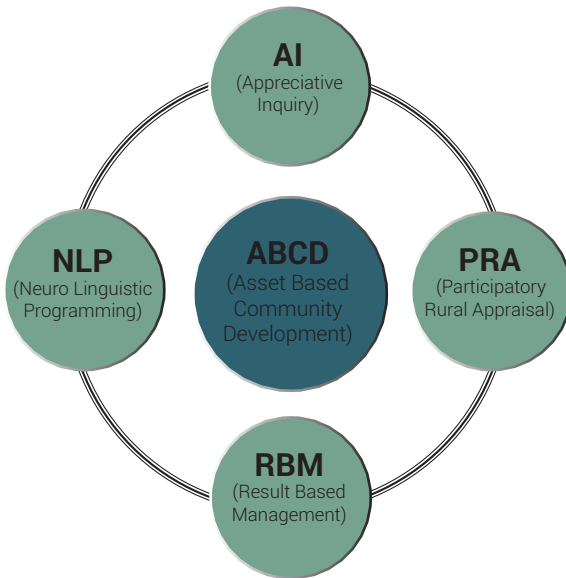 AI
(Appreciative
Inquiry)
NLP
(Neuro Linguistic
Programming)
ABCD
(Asset Based
Community
Development)
PRA
(Participatory
Rural Appraisal)
RBM
(Result Based
Management)